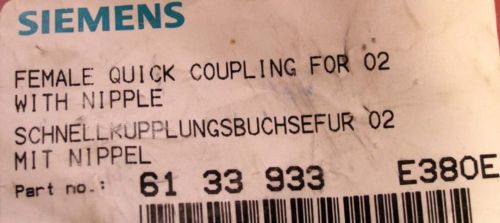 SIEMENS
FEMALE QUICK COUPLING FOR O2
WITH NIPPLE
SCHNELLKUPPLUNGSBUCHSEFUR O2
MIT NIPPEL
Part no.: 61 33 933 E380E